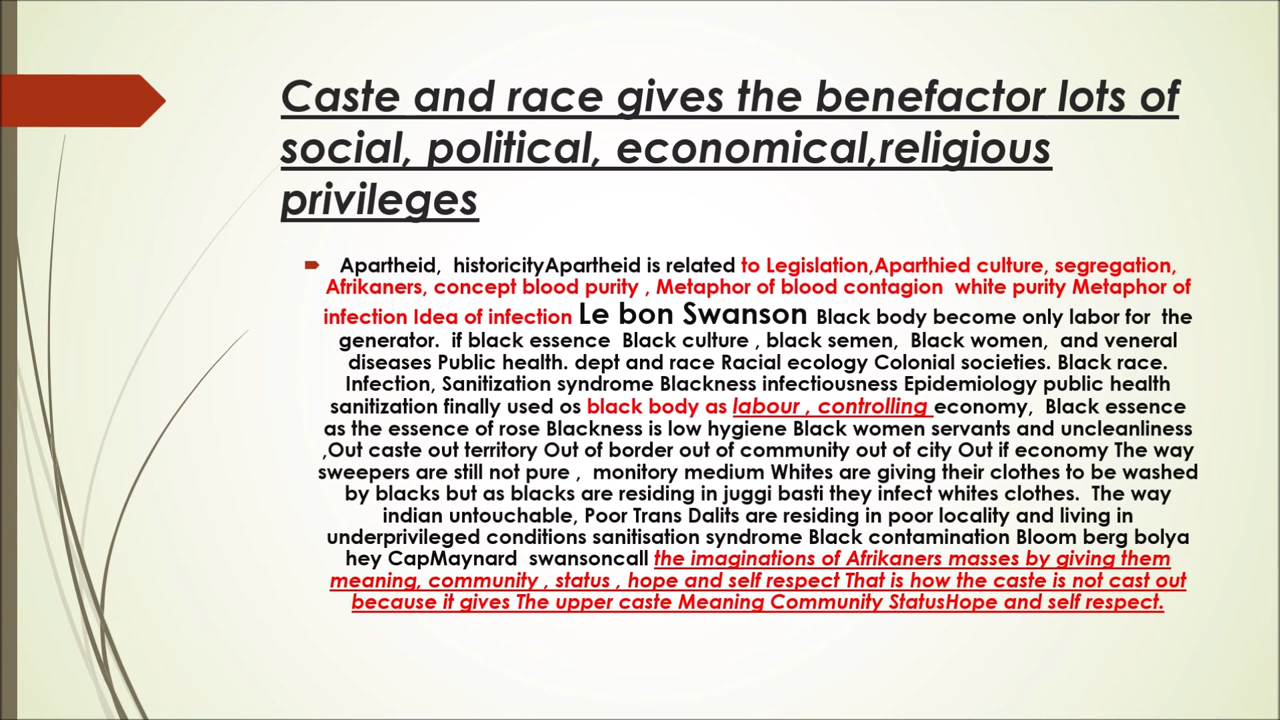 Caste and race gives the benefactor lots of
social, political, economical,religious
privileges
Apartheid, historicityApartheid is related to Legislation,Aparthied culture, segregation,
Afrikaners, concept blood purity , Metaphor of blood contagion white purity Metaphor of
infection Idea of infection Le bon Swanson Black body become only labor for the
generator. if black essence Black culture , black semen, Black women, and veneral
diseases Public health. dept and race Racial ecology Colonial societies. Black race.
Infection, Sanitization syndrome Blackness infectiousness Epidemiology public health
sanitization finally used os black body as labour , controlling economy, Black essence
as the essence of rose Blackness is low hygiene Black women servants and uncleanliness
,Out caste out territory Out of border out of community out of city Out if economy The way
sweepers are still not pure , monitory medium Whites are giving their clothes to be washed
by blacks but as blacks are residing in juggi basti they infect whites clothes. The way
indian untouchable, Poor Trans Dalits are residing in poor locality and living in
underprivileged conditions sanitisation syndrome Black contamination Bloom berg bolya
hey CapMaynard swansoncall the imaginations of Afrikaners masses by giving them
meaning, community , status , hope and self respect That is how the caste is not cast out
because it gives The upper caste Meaning Community StatusHope and self respect.